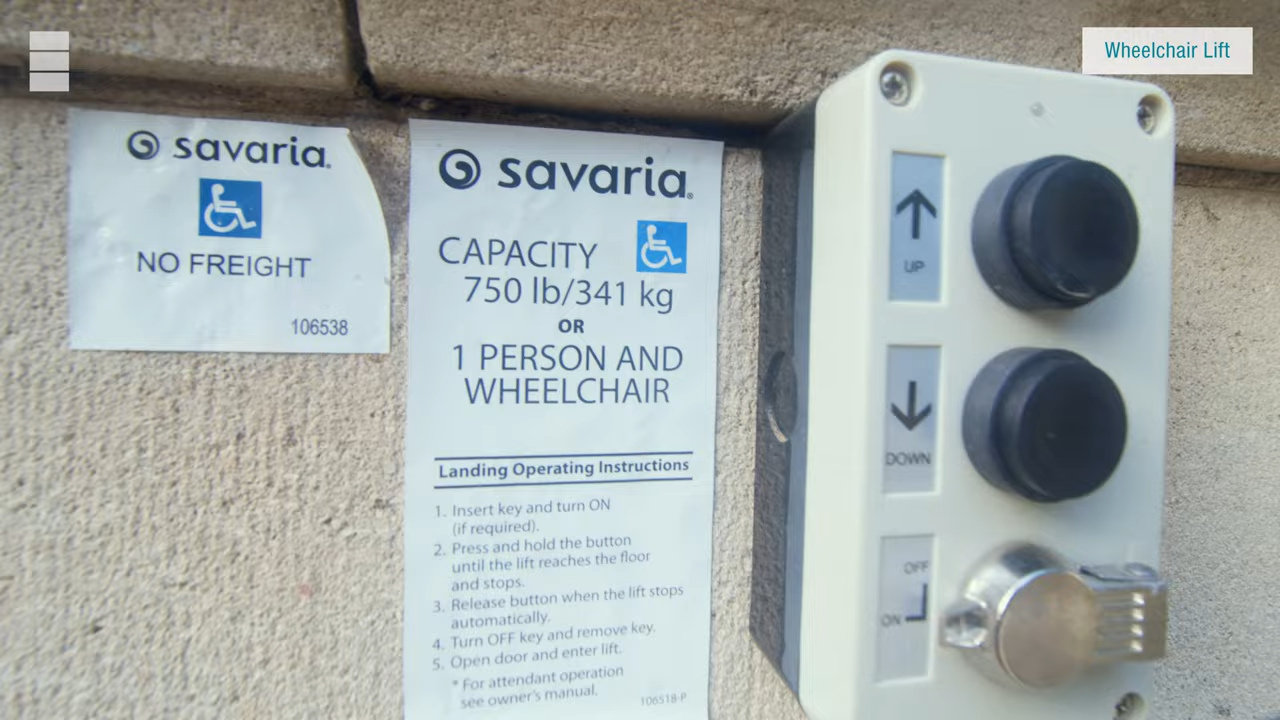 Wheelchair Lift
savaria®
NO FREIGHT
106538
savaria®
CAPACITY
750 lb/341 kg
OR
1 PERSON AND
WHEELCHAIR
Landing Operating Instructions
1. Insert key and turn ON
(if required).
2. Press and hold the button
until the lift reaches the floor
and stops.
3. Release button when the lift stops
automatically.
4. Turn OFF key and remove key.
5. Open door and enter lift.
* For attendant operation
see owner's manual.
106518-P
UP
DOWN
OFF
ON